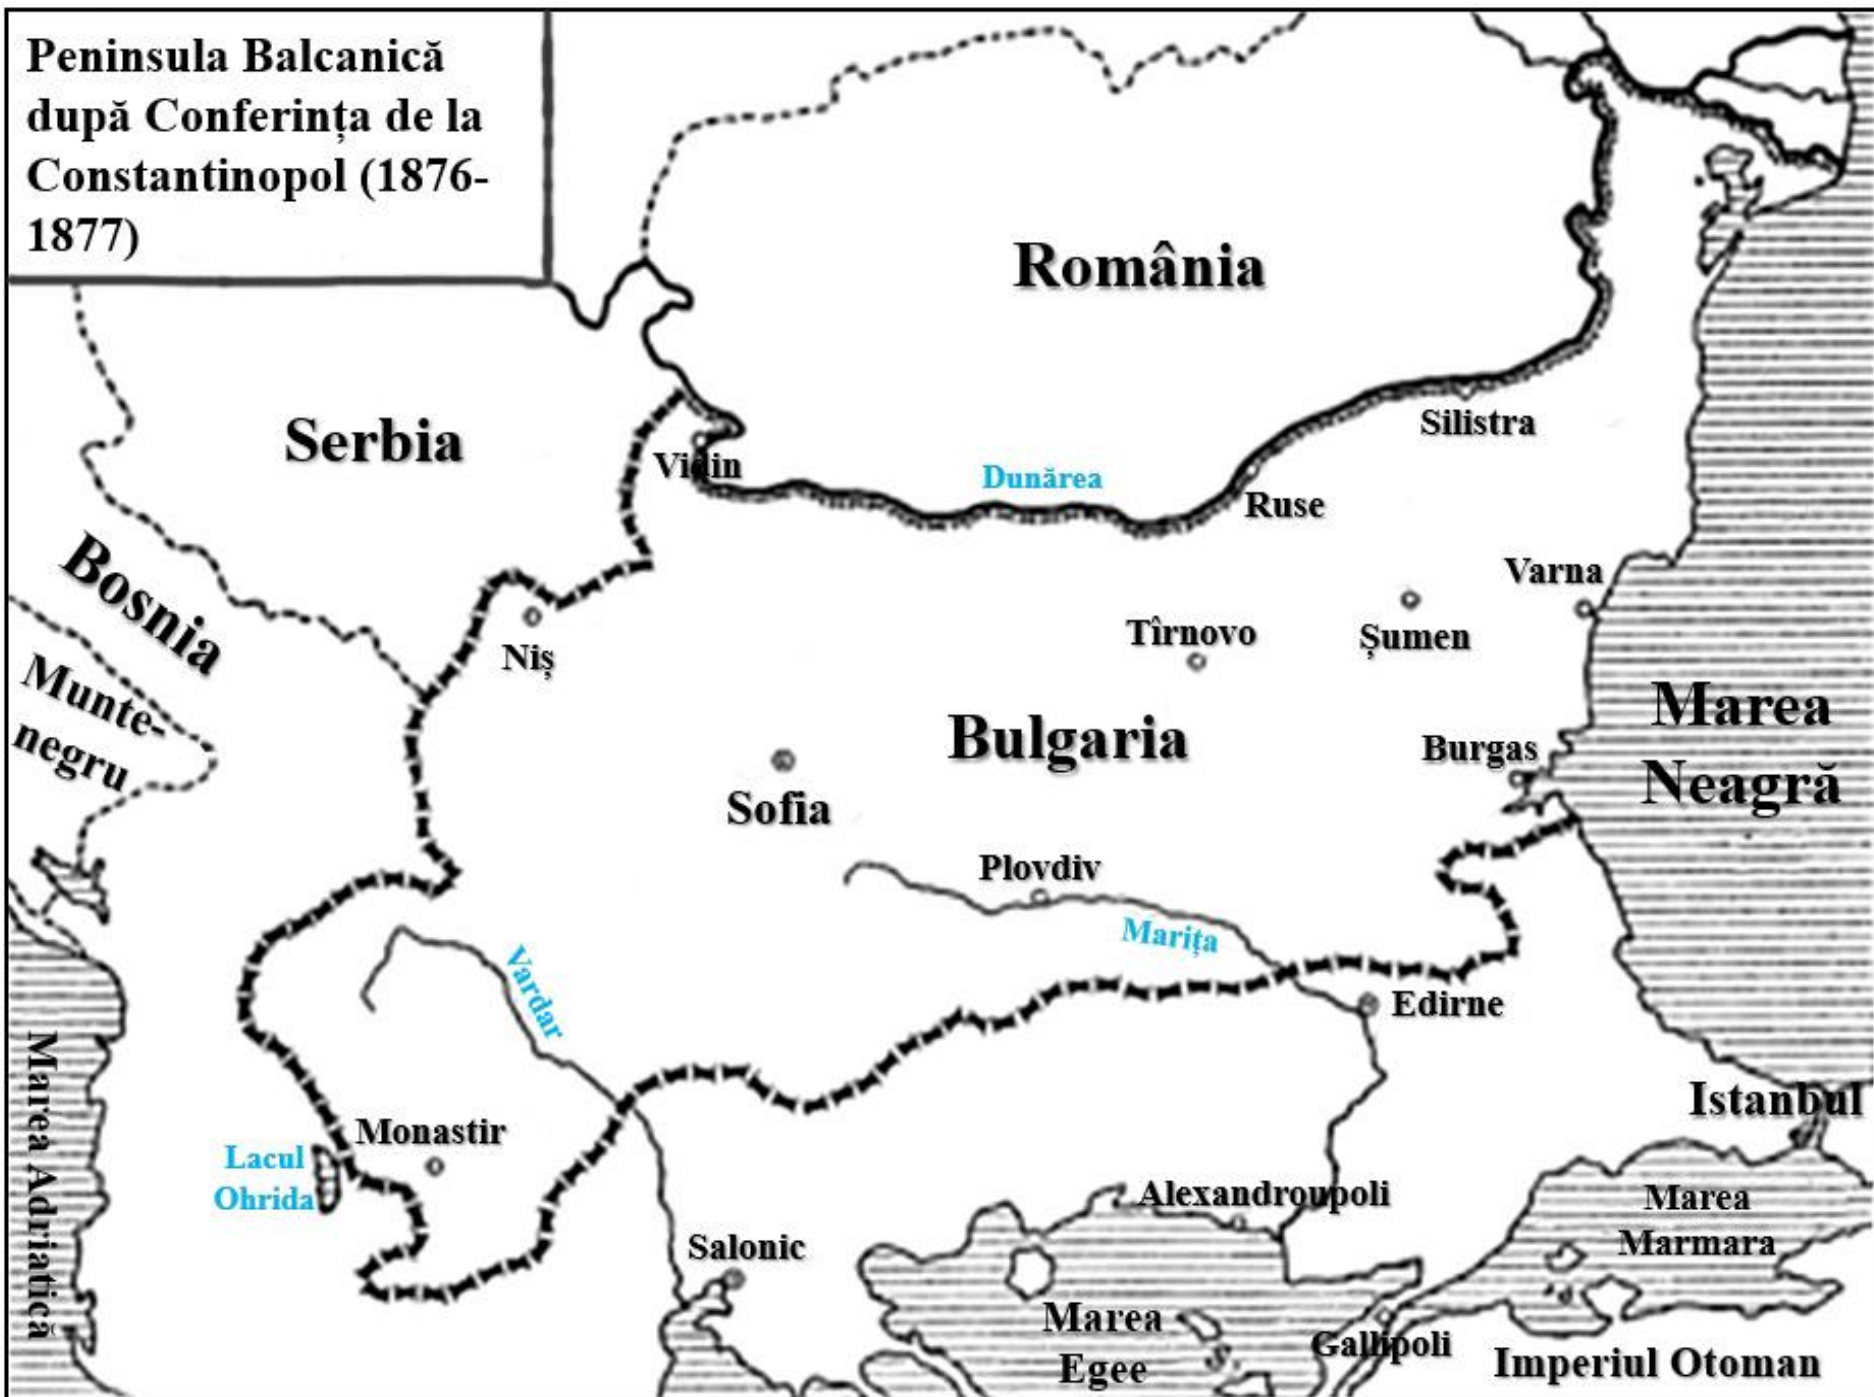 Peninsula Balcanică
după Conferința de la
Constantinopol (1876-
1877)
România
Serbia
Silistra
Vidin
Dunărea
Ruse
Bosnia
Varna
Tîrnovo
Șumen
Niș
Munte-
negru
Marea
Neagră
Bulgaria
Burgas
Sofia
Plovdiv
Marița
Vardar
Edirne
Marea Adriatică
Istanbul
Monastir
Lacul
Ohrida
Alexandroupoli
Marea
Marmara
Salonic
Marea
Egee
Gallipoli
Imperiul Otoman